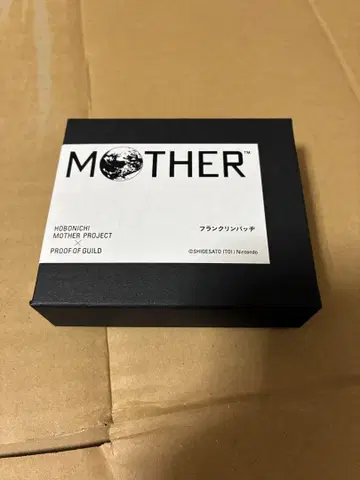 MOTHER™
HOBONICHI
MOTHER PROJECT
×
PROOF OF GUILD
フランクリンバッヂ
©SHIGESATO ITOI / Nintendo